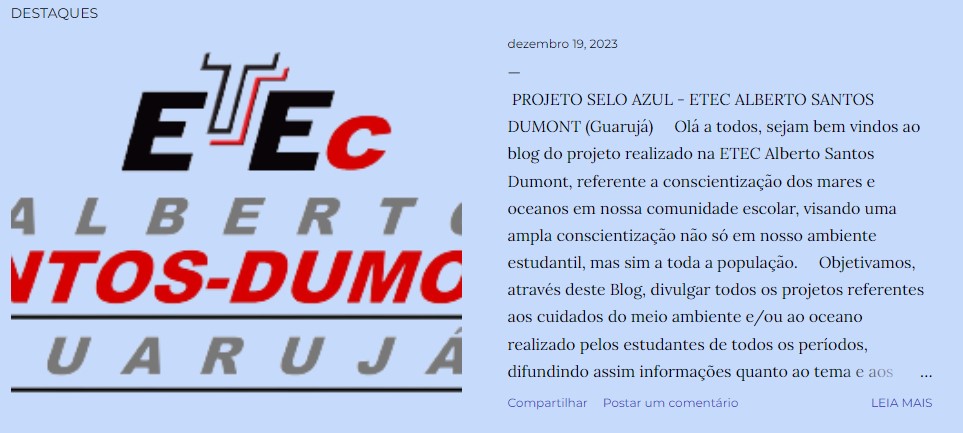 DESTAQUES
ETEc
ALBERTO
NTOS-DUMO
UARUJÁ
dezembro 19, 2023
—
PROJETO SELO AZUL - ETEC ALBERTO SANTOS
DUMONT (Guarujá) Olá a todos, sejam bem vindos ao
blog do projeto realizado na ETEC Alberto Santos
Dumont, referente a conscientização dos mares e
oceanos em nossa comunidade escolar, visando uma
ampla conscientização não só em nosso ambiente
estudantil, mas sim a toda a população. Objetivamos,
através deste Blog, divulgar todos os projetos referentes
aos cuidados do meio ambiente e/ou ao oceano
realizado pelos estudantes de todos os períodos,
difundindo assim informações quanto ao tema e aos ...
Compartilhar Postar um comentário LEIA MAIS